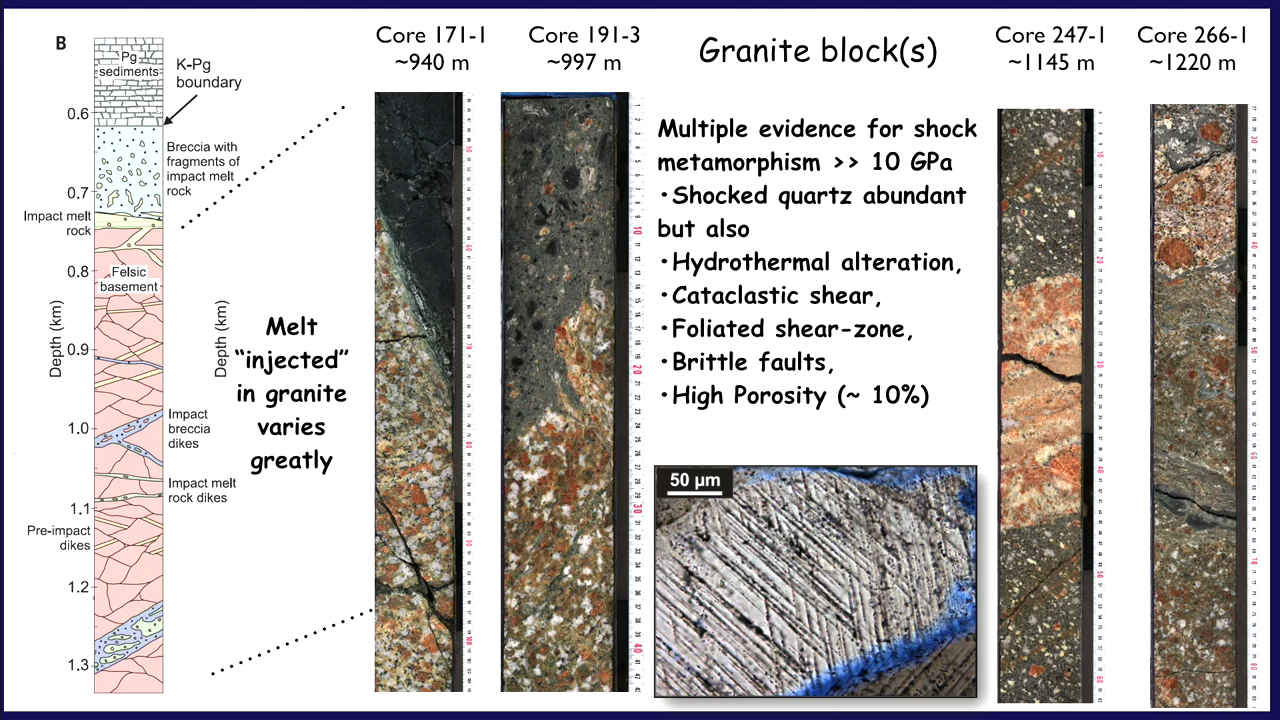 B
Pg
sediments
K-Pg
boundary
0.6
Breccia with
fragments of
impact melt
rock
0.7
Impact melt
rock
0.8
Felsic
basement
Depth (km)
Depth (km)
0.9
Impact
breccia
dikes
1.0
Impact melt
rock dikes
1.1
Pre-impact
dikes
1.2
1.3
Melt
“injected”
in granite
varies
greatly
Core 171-1
~940 m
Core 191-3
~997 m
Granite block(s)
Multiple evidence for shock
metamorphism >> 10 GPa
•Shocked quartz abundant
but also
•Hydrothermal alteration,
•Cataclastic shear,
•Foliated shear-zone,
•Brittle faults,
•High Porosity (~ 10%)
50 µm
Core 247-1
~1145 m
Core 266-1
~1220 m